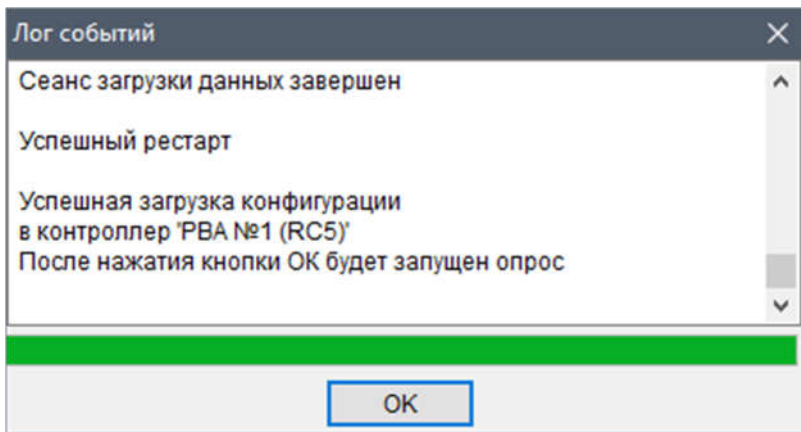 Лог событий
Сеанс загрузки данных завершен
Успешный рестарт
Успешная загрузка конфигурации
в контроллер 'РВА №1 (RC5)'
После нажатия кнопки ОК будет запущен опрос
OK